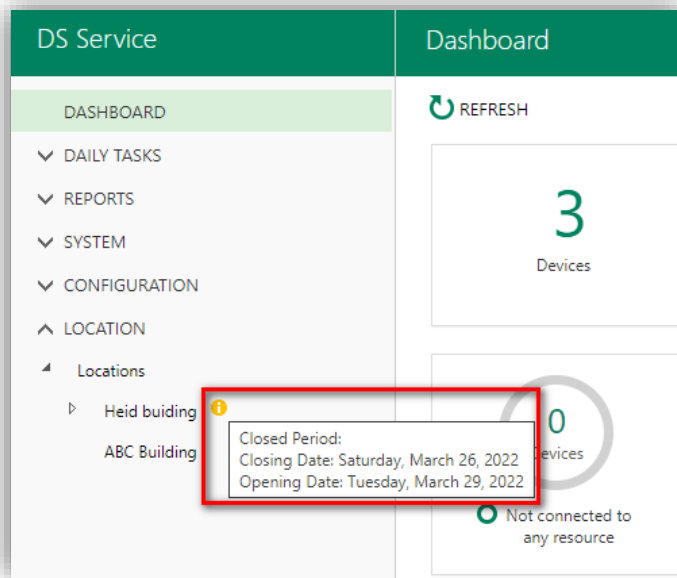 DS Service
Dashboard
DASHBOARD
DAILY TASKS
REPORTS
SYSTEM
CONFIGURATION
LOCATION
Locations
Heid buiding
ABC Building
Closed Period:
Closing Date: Saturday, March 26, 2022
Opening Date: Tuesday, March 29, 2022
REFRESH
3
Devices
0
evices
Not connected to
any resource